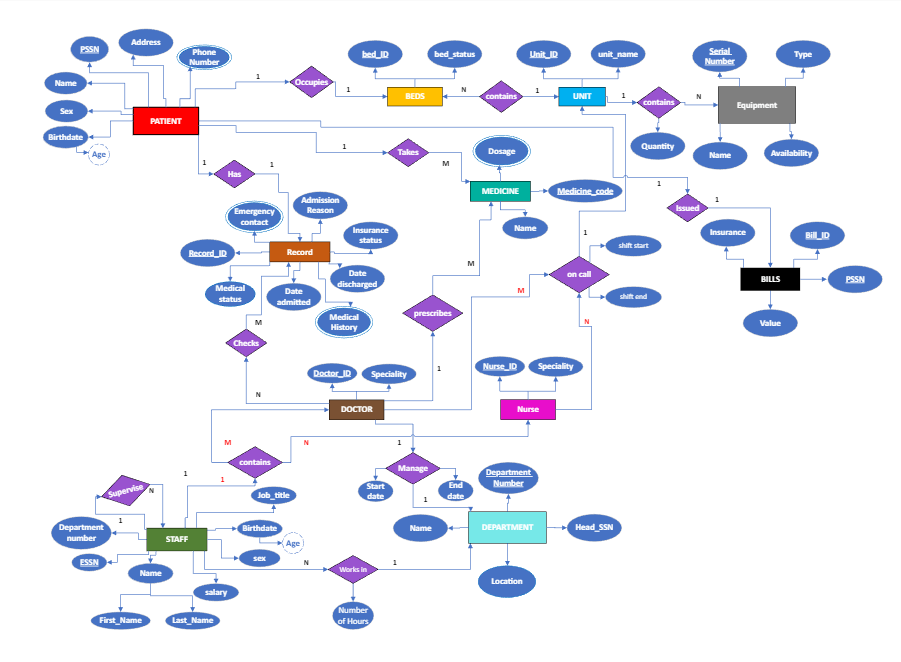 PSSN
Address
Phone
Number
bed_ID
bed_status
Unit_ID
unit_name
Serial
Number
Type
Name
1
Occupies
1
BEDS
N
contains
1
UNIT
1
contains
N
Equipment
Sex
PATIENT
Birthdate
Age
1
Takes
M
Dosage
Quantity
Name
Availability
1
Has
1
MEDICINE
Medicine_code
1
Issued
1
Emergency
contact
Admission
Reason
Name
Insurance
status
1
Insurance
Bill_ID
Record_ID
Record
shift start
M
on call
Date
discharged
BILLS
PSSN
Medical
status
Date
admitted
M
shift end
Medical
History
prescribes
N
Value
M
Checks
Doctor_ID
Speciality
1
Nurse_ID
Speciality
N
DOCTOR
Nurse
M
N
1
contains
1
1
Manage
Department
Number
Supervise
N
Job_title
Start
date
End
date
1
1
Department
number
Birthdate
Name
DEPARTMENT
Head_SSN
STAFF
Age
ESSN
sex
N
Works In
1
Name
salary
Location
First_Name
Last_Name
Number
of Hours